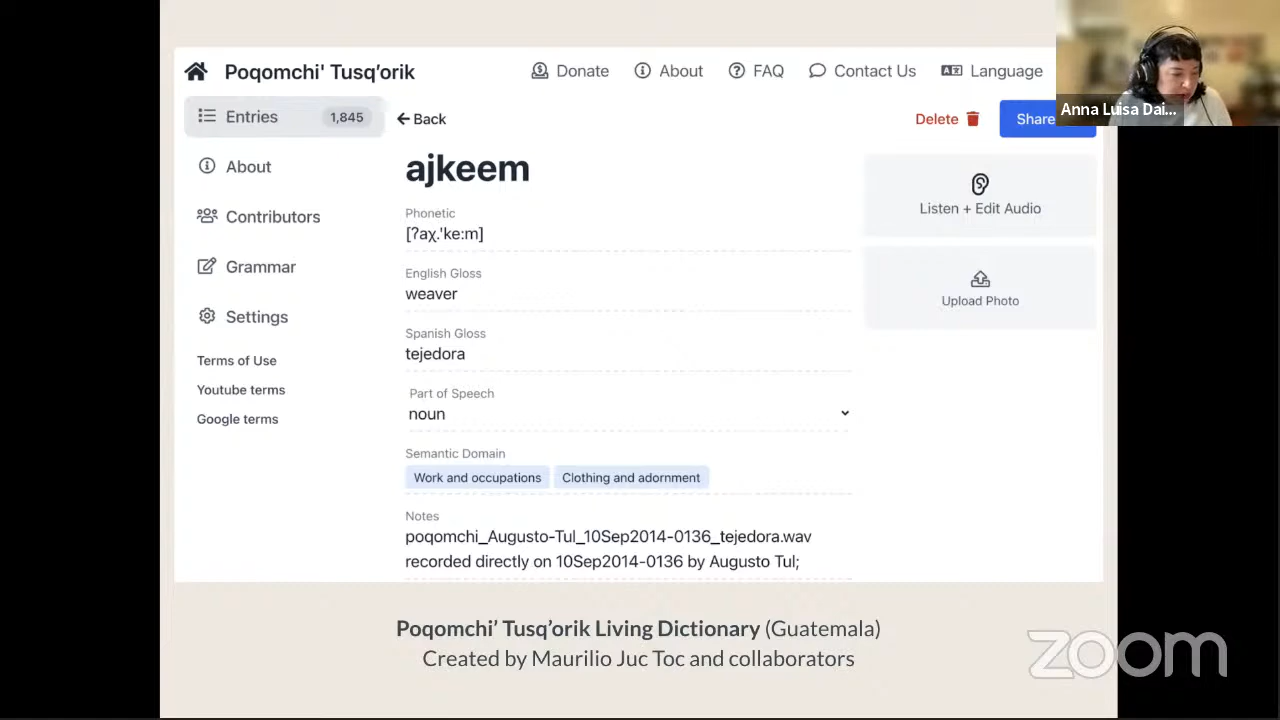 Poqomchi' Tusq'orik
Donate
About
FAQ
Contact Us
Language
Anna Luisa Dai...
Entries 1,845
Back
Delete
Share
About
Contributors
Grammar
Settings
Terms of Use
Youtube terms
Google terms
ajkeem
Phonetic
[ʔaχ.'ke:m]
English Gloss
weaver
Spanish Gloss
tejedora
Part of Speech
noun
Semantic Domain
Work and occupations
Clothing and adornment
Notes
poqomchi_Augusto-Tul_10Sep2014-0136_tejedora.wav
recorded directly on 10Sep2014-0136 by Augusto Tul;
Listen + Edit Audio
Upload Photo
Poqomchi’ Tusq’orik Living Dictionary (Guatemala)
Created by Maurilio Juc Toc and collaborators
zoom